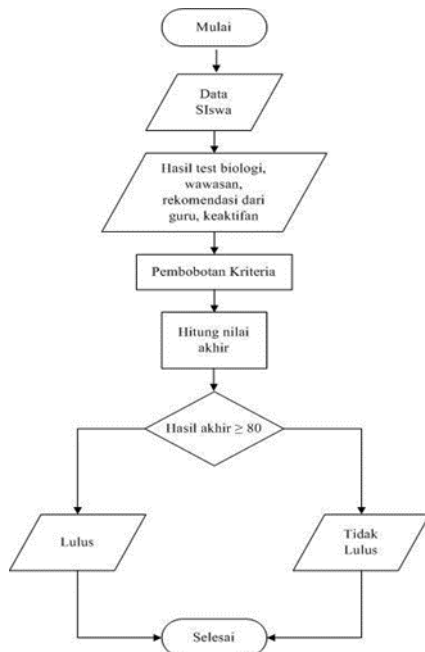 Mulai
Data
SIswa
Hasil test biologi,
wawasan,
rekomendasi dari
guru, keaktifan
Pembobotan Kriteria
Hitung nilai
akhir
Hasil akhir ≥ 80
Lulus
Tidak
Lulus
Selesai